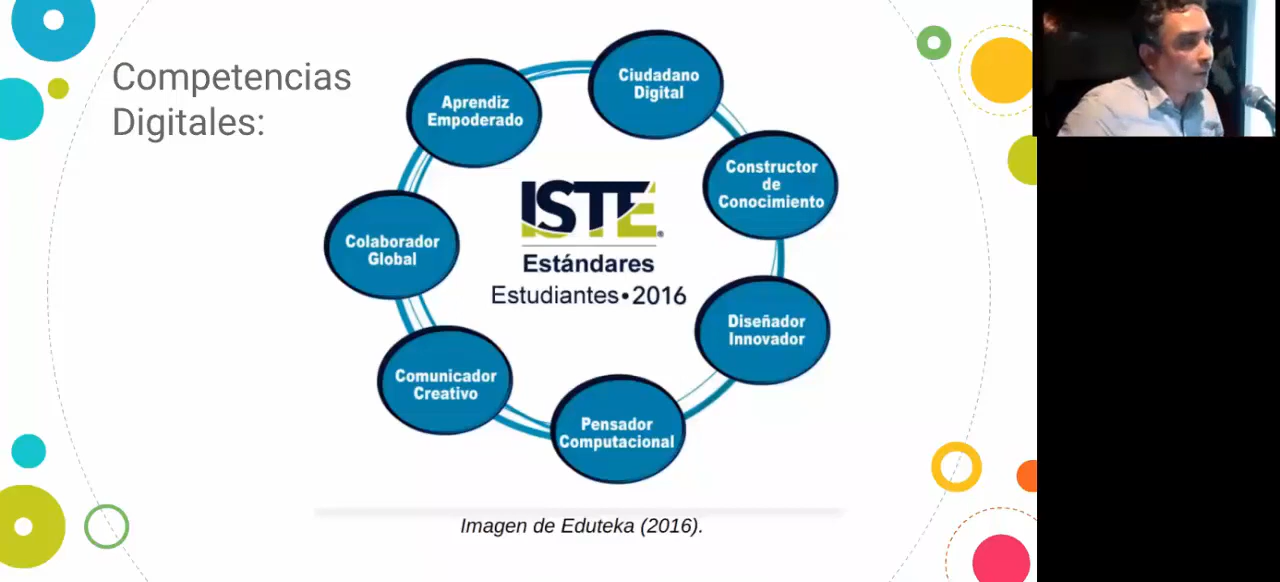 Competencias
Digitales:
Aprendiz
Empoderado
Ciudadano
Digital
Constructor
de
Conocimiento
Diseñador
Innovador
Pensador
Computacional
Comunicador
Creativo
Colaborador
Global
ISTE®
Estándares
Estudiantes•2016
Imagen de Eduteka (2016).